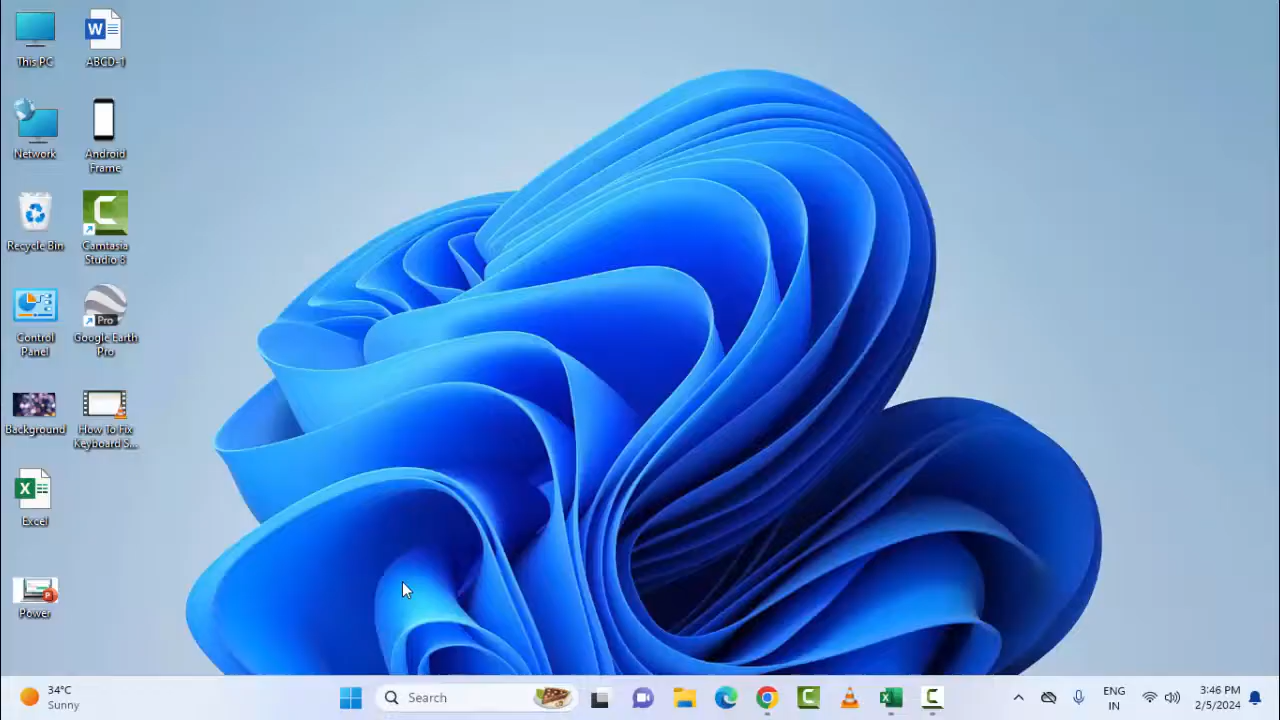 This PC
ABCD-1
Network
Android
Frame
Recycle Bin
Camtasia
Studio 8
Control
Panel
Pro
Google Earth
Pro
Background
How To Fix
Keyboard S...
Excel
Power
34°C
Sunny
Search
ENG
IN
3:46 PM
2/5/2024